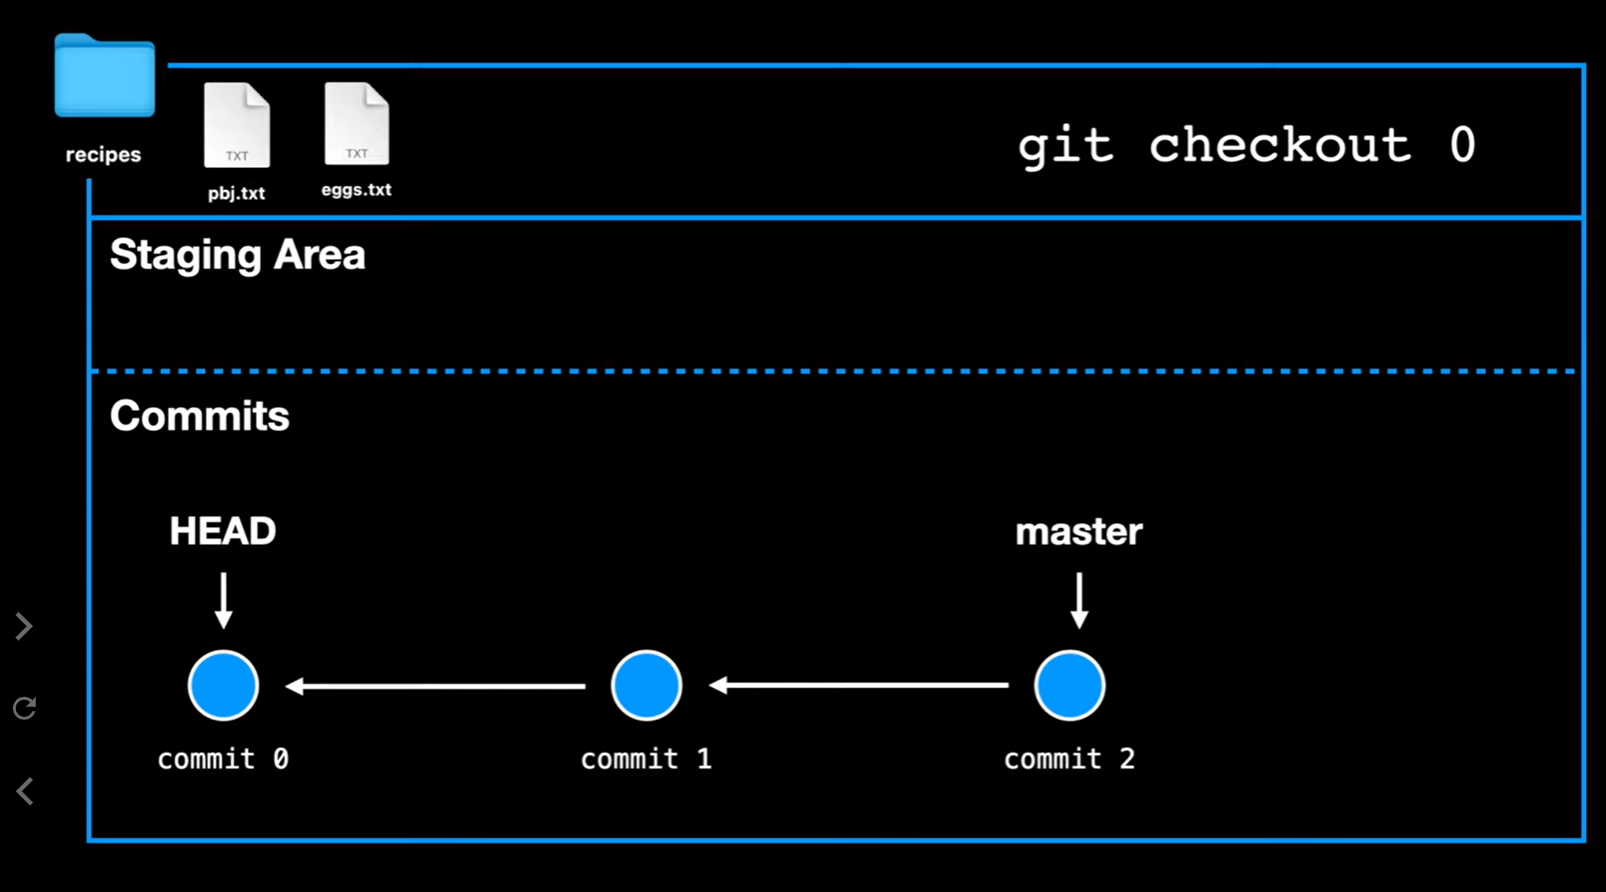 recipes
TXT
pbj.txt
TXT
eggs.txt
git checkout 0
Staging Area
Commits
HEAD
master
commit 0
commit 1
commit 2